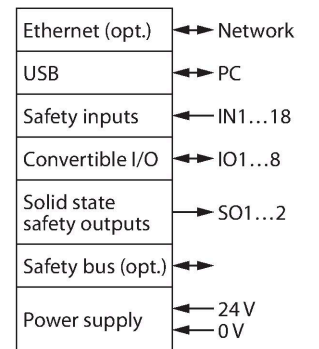 Ethernet (opt.) Network
USB PC
Safety inputs IN1...18
Convertible I/O IO1...8
Solid state
safety outputs SO1...2
Safety bus (opt.)
Power supply 24 V
0 V